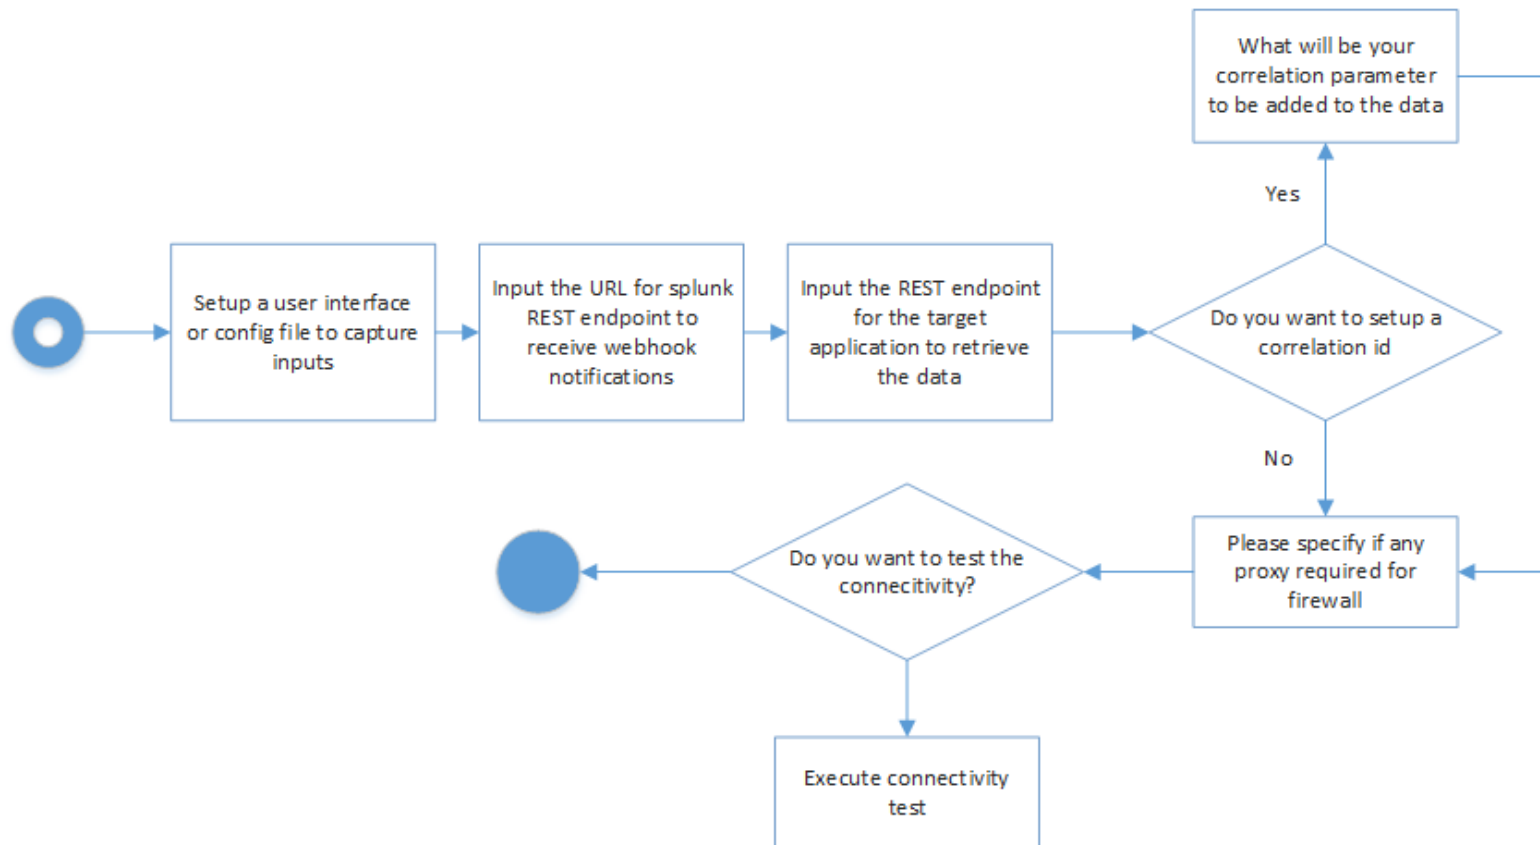 What will be your
correlation parameter
to be added to the data
Yes
Setup a user interface
or config file to capture
inputs
Input the URL for splunk
REST endpoint to
receive webhook
notifications
Input the REST endpoint
for the target
application to retrieve
the data
Do you want to setup a
correlation id
No
Please specify if any
proxy required for
firewall
Do you want to test the
connecitivity?
Execute connectivity
test